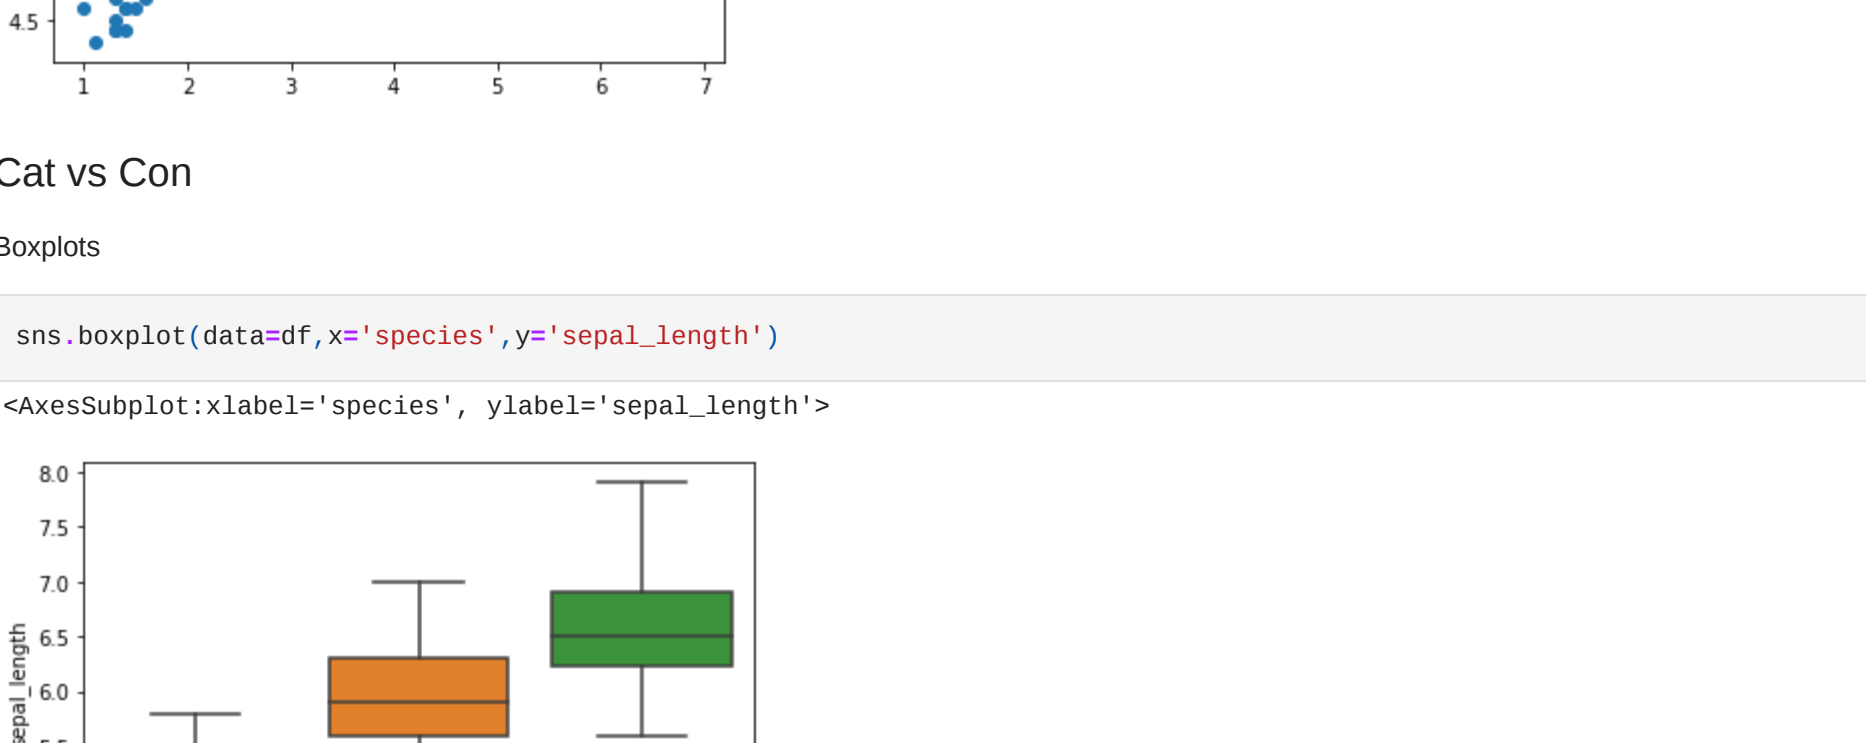 4.5
1 2 3 4 5 6 7
Cat vs Con
Boxplots
sns.boxplot(data=df,x='species',y='sepal_length')
<AxesSubplot:xlabel='species', ylabel='sepal_length'>
8.0
7.5
7.0
6.5
6.0
sepal_length